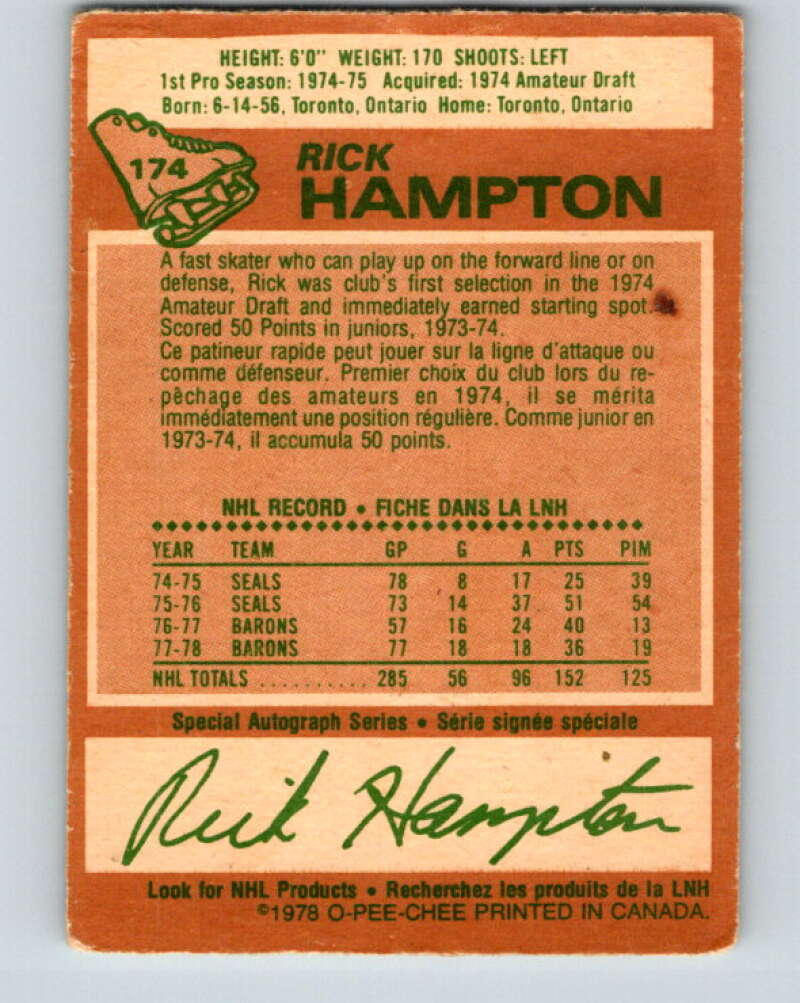 HEIGHT: 6'0" WEIGHT: 170 SHOOTS: LEFT
1st Pro Season: 1974-75 Acquired: 1974 Amateur Draft
Born: 6-14-56, Toronto, Ontario Home: Toronto, Ontario
174
RICK
HAMPTON
A fast skater who can play up on the forward line or on
defense, Rick was club's first selection in the 1974
Amateur Draft and immediately earned starting spot.
Scored 50 Points in juniors, 1973-74.
Ce patineur rapide peut jouer sur la ligne d'attaque ou
comme défenseur. Premier choix du club lors du re-
pêchage des amateurs en 1974, il se mérita
immédiatement une position régulière. Comme junior en
1973-74, il accumula 50 points.
NHL RECORD • FICHE DANS LA LNH
YEAR TEAM GP G A PTS PIM
74-75 SEALS 78 8 17 25 39
75-76 SEALS 73 14 37 51 54
76-77 BARONS 57 16 24 40 13
77-78 BARONS 77 18 18 36 19
NHL TOTALS .......... 285 56 96 152 125
Special Autograph Series • Série signée spéciale
Rick Hampton
Look for NHL Products • Recherchez les produits de la LNH
©1978 O-PEE-CHEE PRINTED IN CANADA.